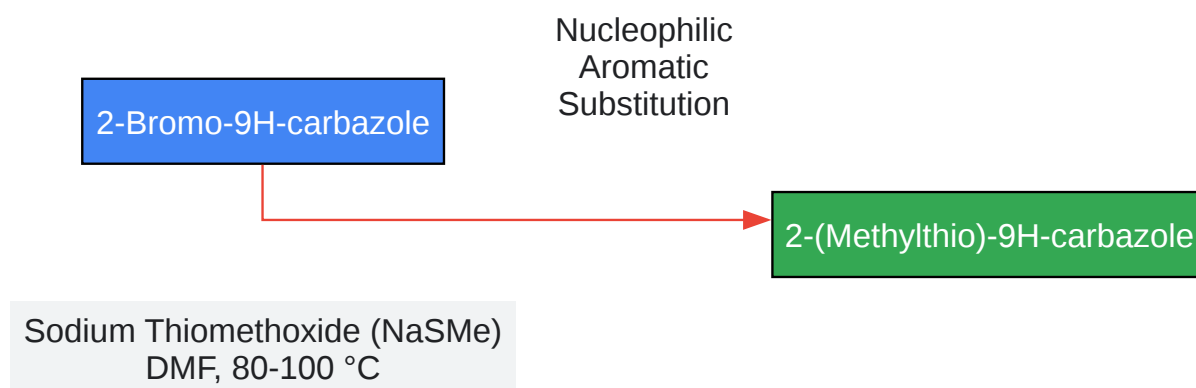 Nucleophilic
Aromatic
Substitution
2-Bromo-9H-carbazole
2-(Methylthio)-9H-carbazole
Sodium Thiomethoxide (NaSMe)
DMF, 80-100 °C